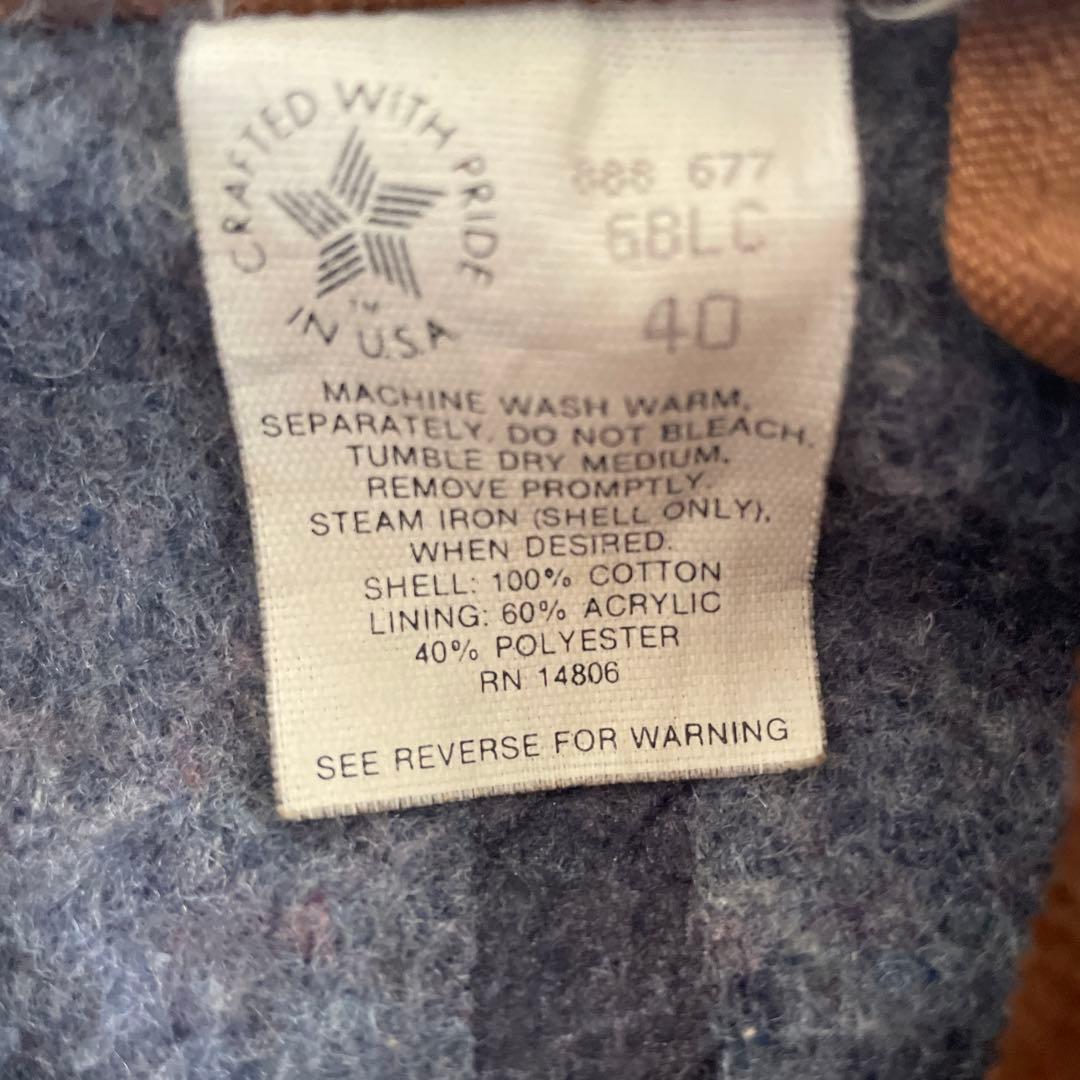 CRAFTED WITH PRIDE
IN U.S.A
TM
888 677
6BLC
40
MACHINE WASH WARM,
SEPARATELY. DO NOT BLEACH.
TUMBLE DRY MEDIUM.
REMOVE PROMPTLY.
STEAM IRON (SHELL ONLY),
WHEN DESIRED.
SHELL: 100% COTTON
LINING: 60% ACRYLIC
40% POLYESTER
RN 14806
SEE REVERSE FOR WARNING